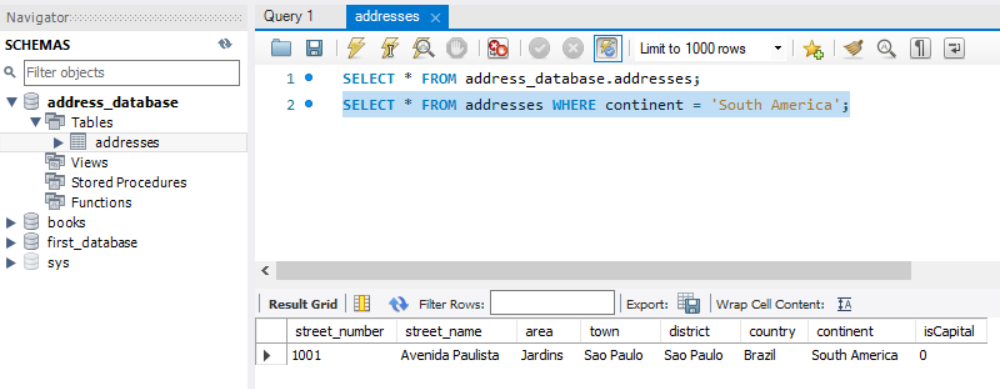 Navigator
SCHEMAS
Filter objects
address_database
Tables
addresses
Views
Stored Procedures
Functions
books
first_database
sys
Query 1 addresses
Limit to 1000 rows
1 SELECT * FROM address_database.addresses;
2 SELECT * FROM addresses WHERE continent = 'South America';
Result Grid Filter Rows: Export: Wrap Cell Content:
street_number street_name area town district country continent isCapital
1001 Avenida Paulista Jardins Sao Paulo Sao Paulo Brazil South America 0